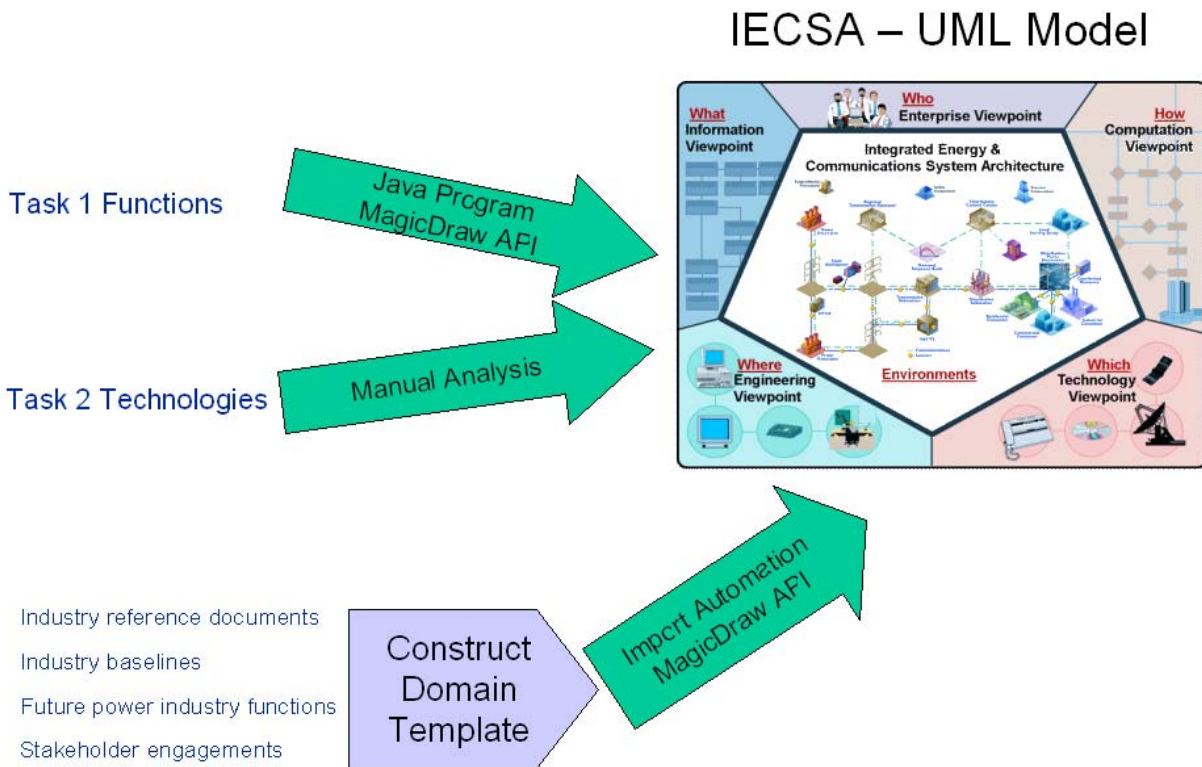 IECSA – UML Model
Task 1 Functions
Java Program
MagicDraw API
Task 2 Technologies
Manual Analysis
What
Information
Viewpoint
Who
Enterprise Viewpoint
How
Computation
Viewpoint
Integrated Energy &
Communications System Architecture
Environments
Where
Engineering
Viewpoint
Which
Technology
Viewpoint
Industry reference documents
Industry baselines
Future power industry functions
Stakeholder engagements
Construct
Domain
Template
Import Automation
MagicDraw API